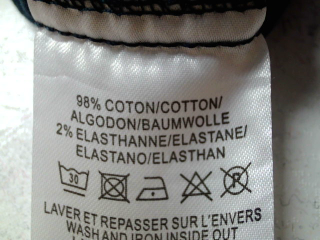 98% COTON/COTTON/
ALGODON/BAUMWOLLE
2% ELASTHANNE/ELASTANE/
ELASTANO/ELASTHAN
30 P
LAVER ET REPASSER SUR L'ENVERS
WASH AND IRON INSIDE OUT